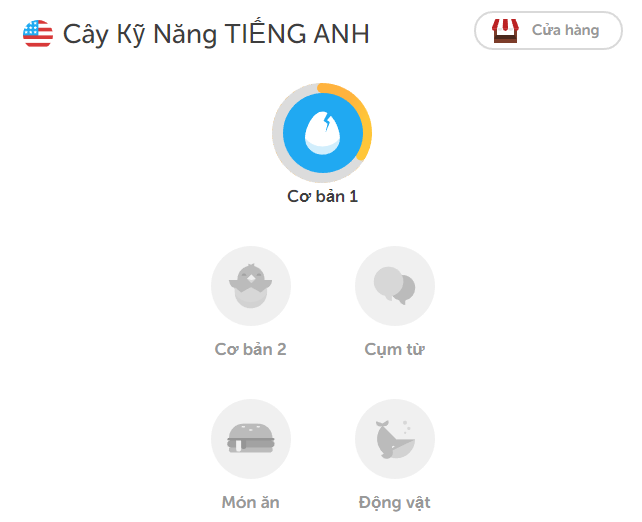 Cây Kỹ Năng TIẾNG ANH
Cửa hàng
Cơ bản 1
Cơ bản 2
Cụm từ
Món ăn
Động vật